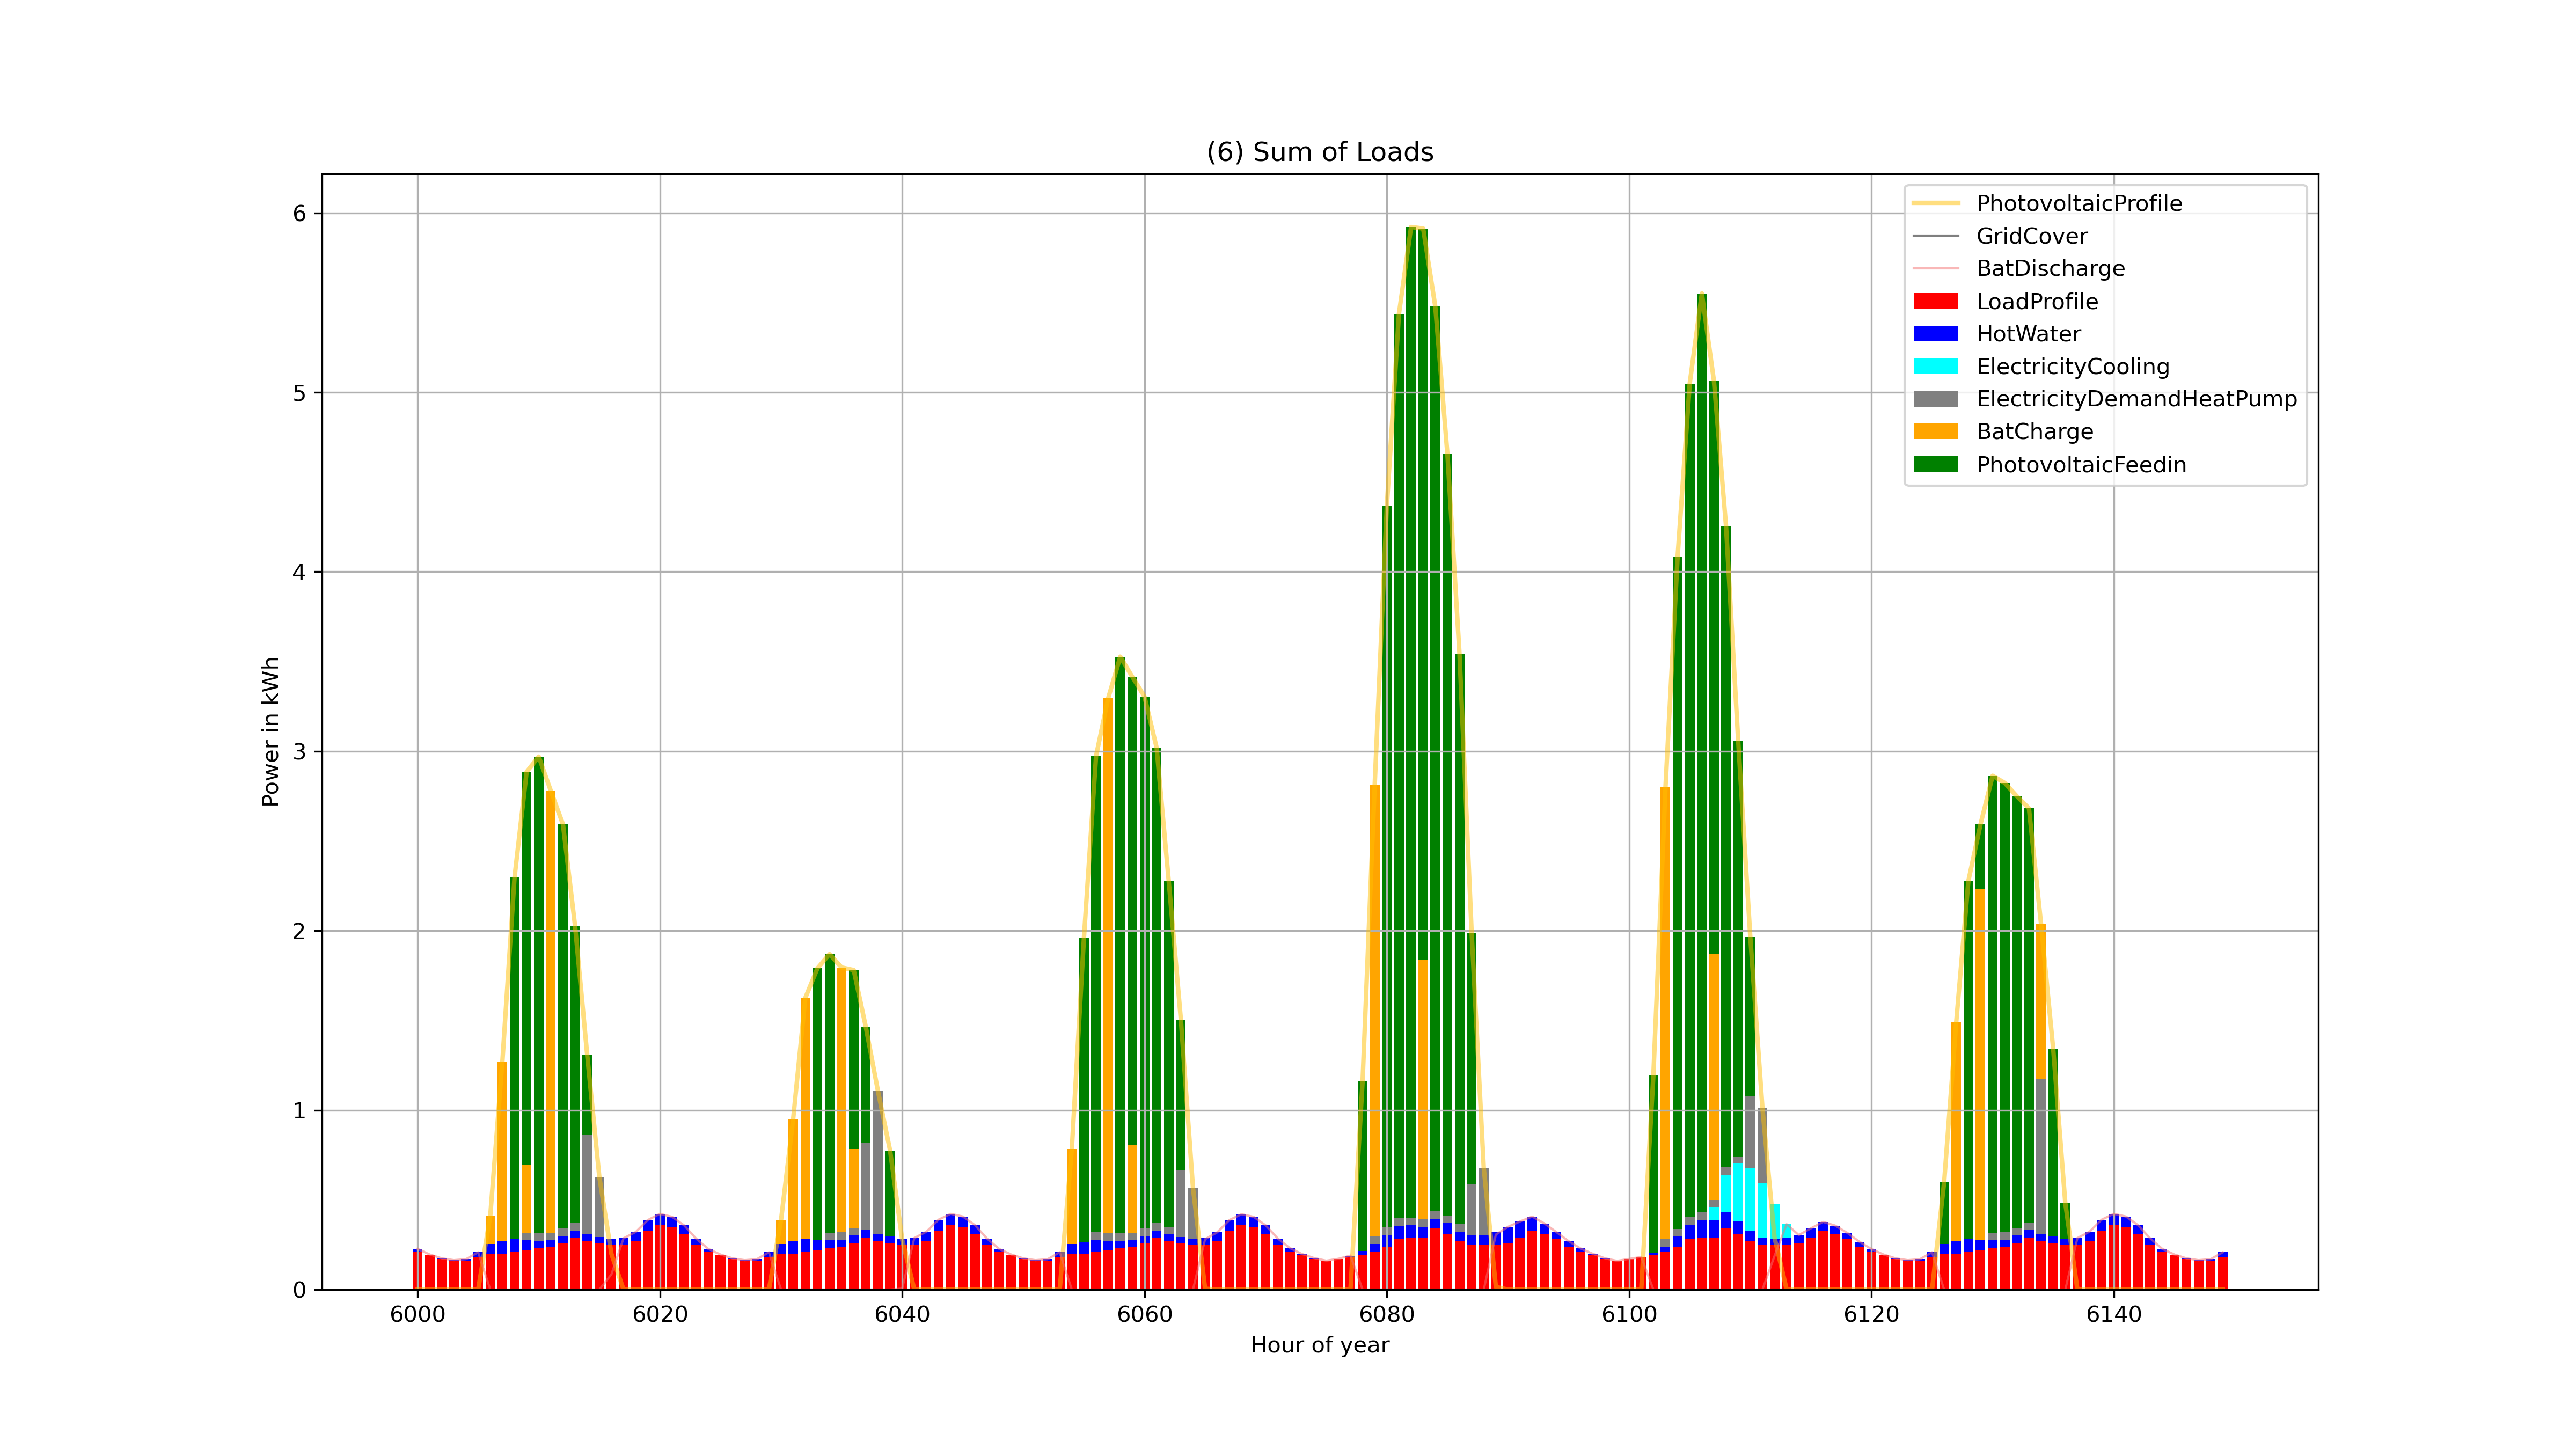 (6) Sum of Loads
PhotovoltaicProfile
GridCover
BatDischarge
LoadProfile
HotWater
ElectricityCooling
ElectricityDemandHeatPump
BatCharge
PhotovoltaicFeedin
6
5
4
3
2
1
0
Power in kWh
6000 6020 6040 6060 6080 6100 6120 6140
Hour of year